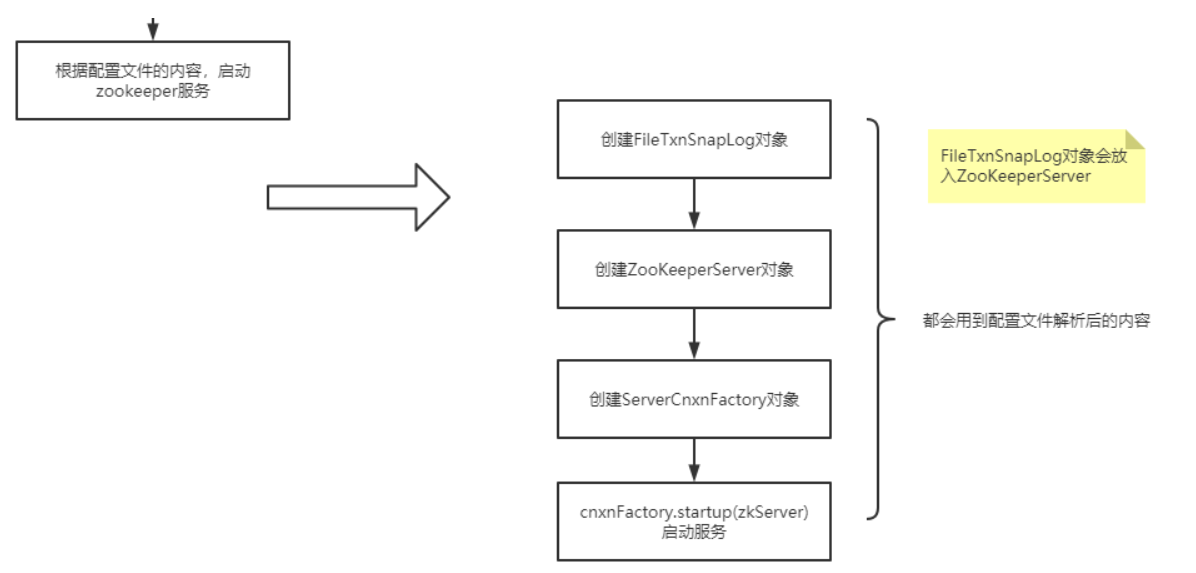 根据配置文件的内容，启动
zookeeper服务
创建FileTxnSnapLog对象
FileTxnSnapLog对象会放
入ZooKeeperServer
创建ZooKeeperServer对象
都会用到配置文件解析后的内容
创建ServerCnxnFactory对象
cnxnFactory.startup(zkServer)
启动服务